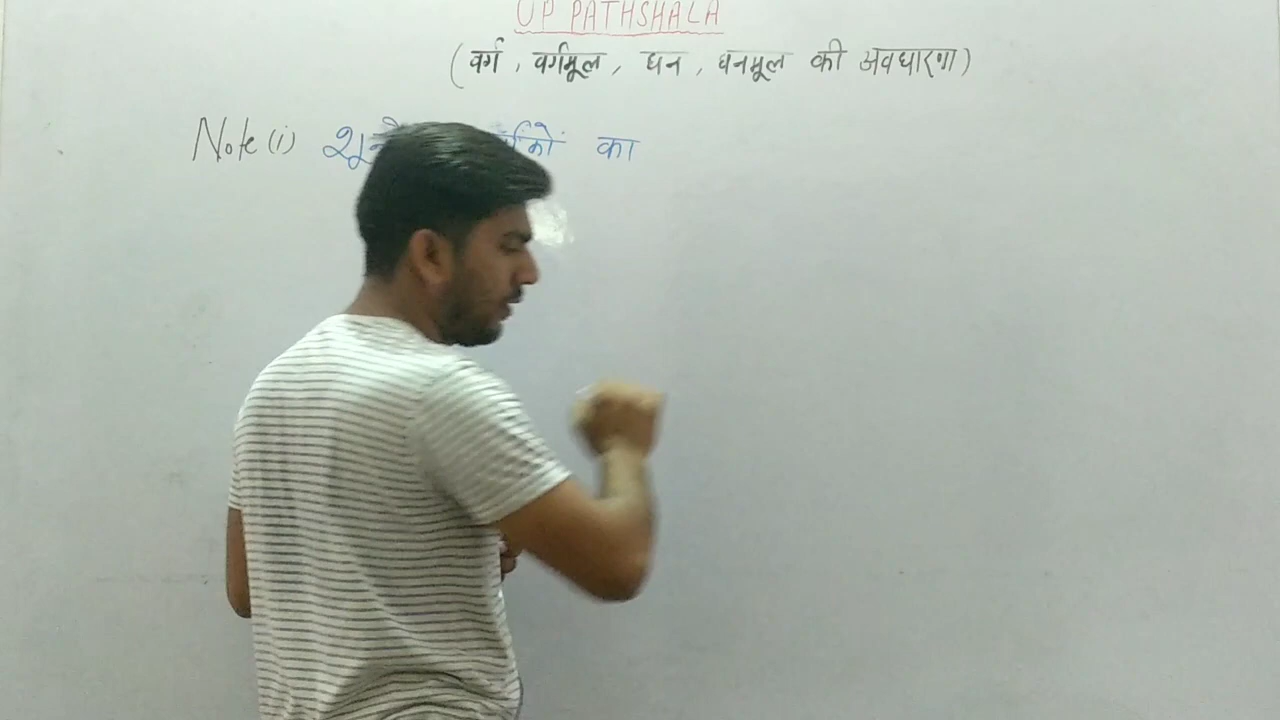 UP PATHSHALA
(वर्ग, वर्गमूल, घन, घनमूल की अवधारणा)
Note (i) का